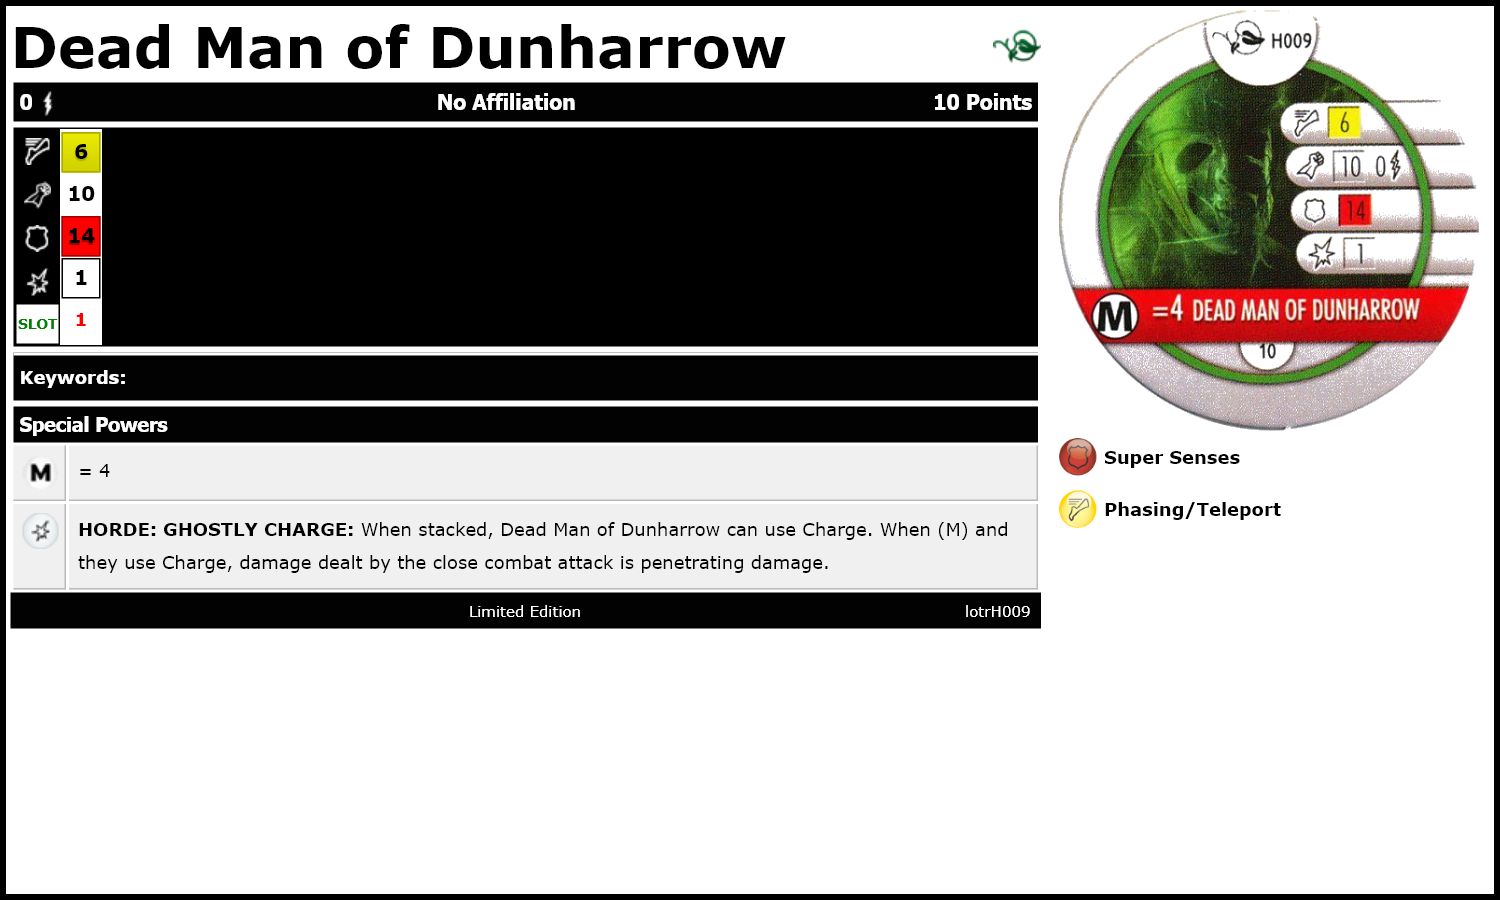 Dead Man of Dunharrow
0 No Affiliation 10 Points
6
10
14
1
SLOT 1
Keywords:
Special Powers
M = 4
HORDE: GHOSTLY CHARGE: When stacked, Dead Man of Dunharrow can use Charge. When (M) and
they use Charge, damage dealt by the close combat attack is penetrating damage.
Limited Edition lotrH009
H009
6
10 0
14
1
M =4 DEAD MAN OF DUNHARROW
10
Super Senses
Phasing/Teleport